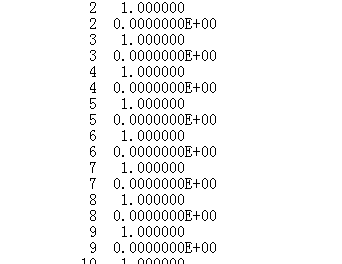 2 1.000000
2 0.0000000E+00
3 1.000000
3 0.0000000E+00
4 1.000000
4 0.0000000E+00
5 1.000000
5 0.0000000E+00
6 1.000000
6 0.0000000E+00
7 1.000000
7 0.0000000E+00
8 1.000000
8 0.0000000E+00
9 1.000000
9 0.0000000E+00
10 1.000000